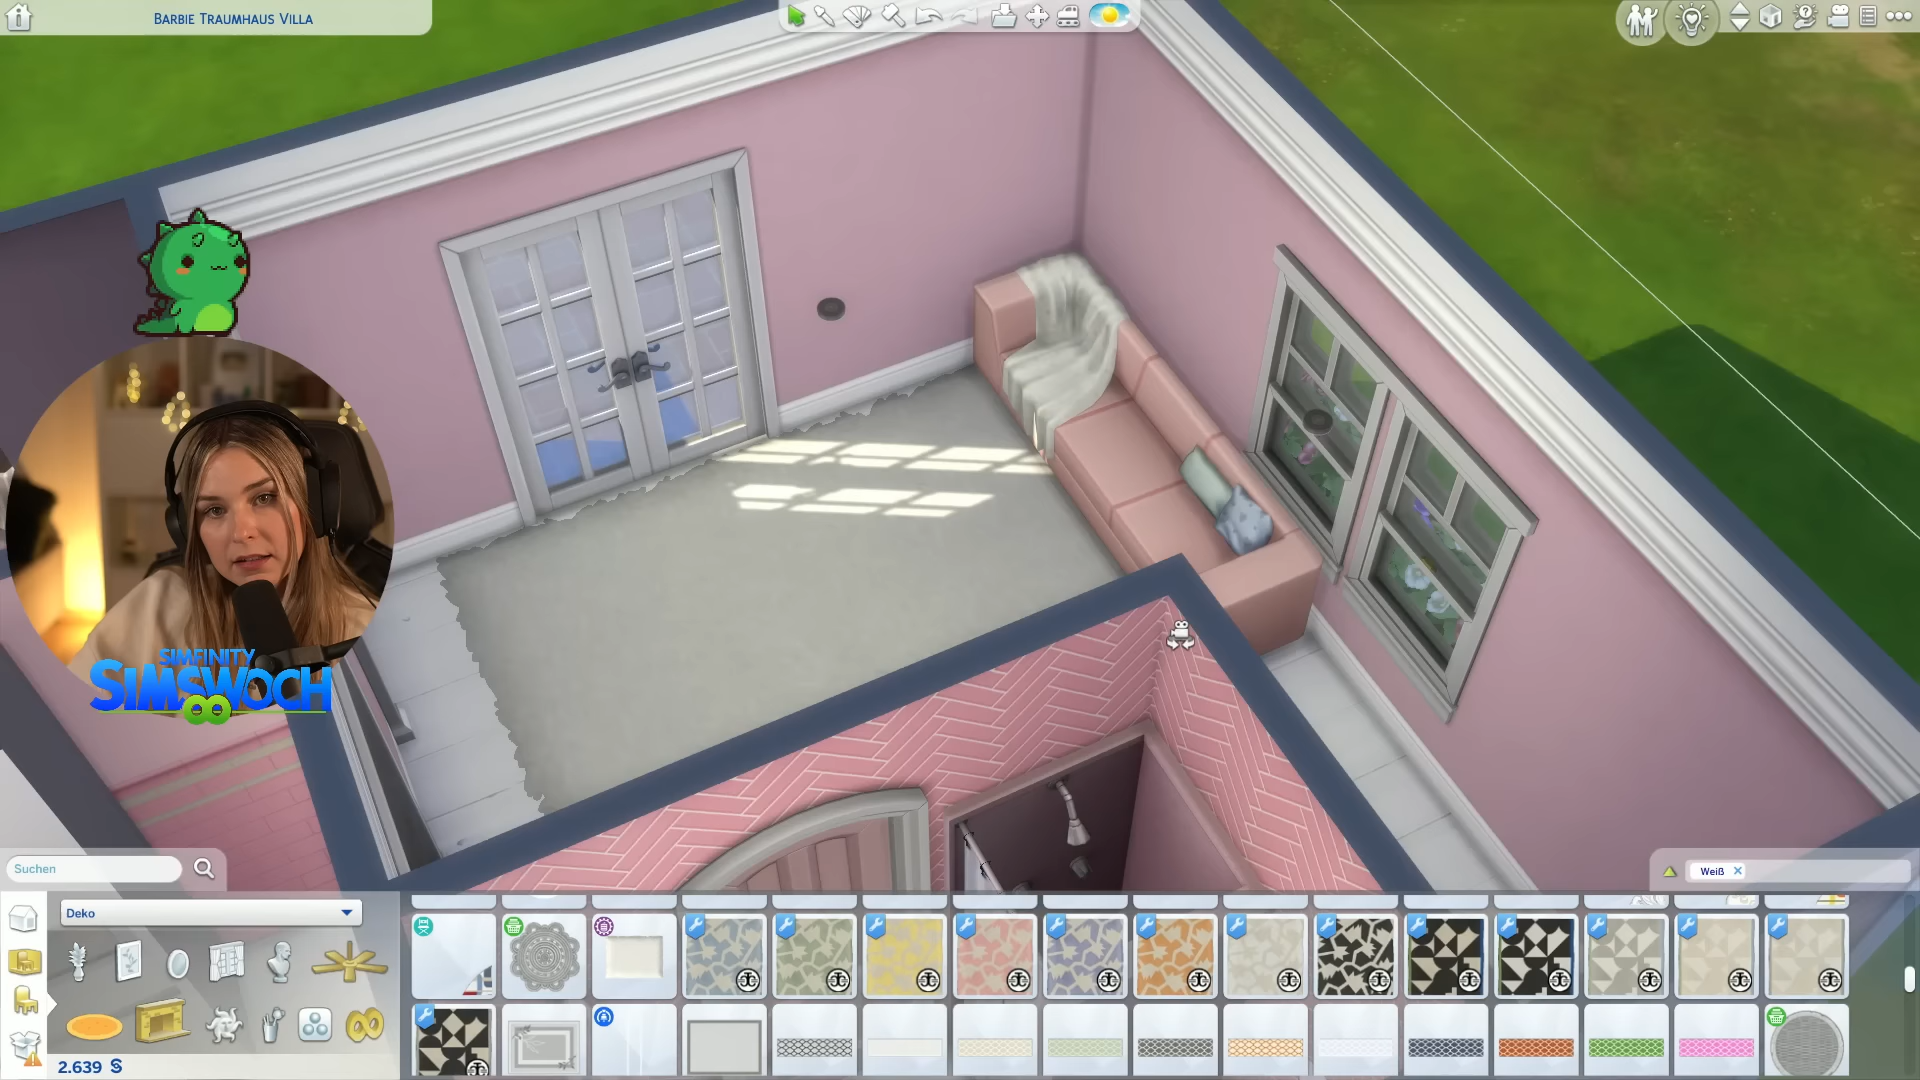 BARBIE TRAUMHAUS VILLA
SIMFINITY
SIMSWOCH
Suchen
Weiß
Deko
2.639